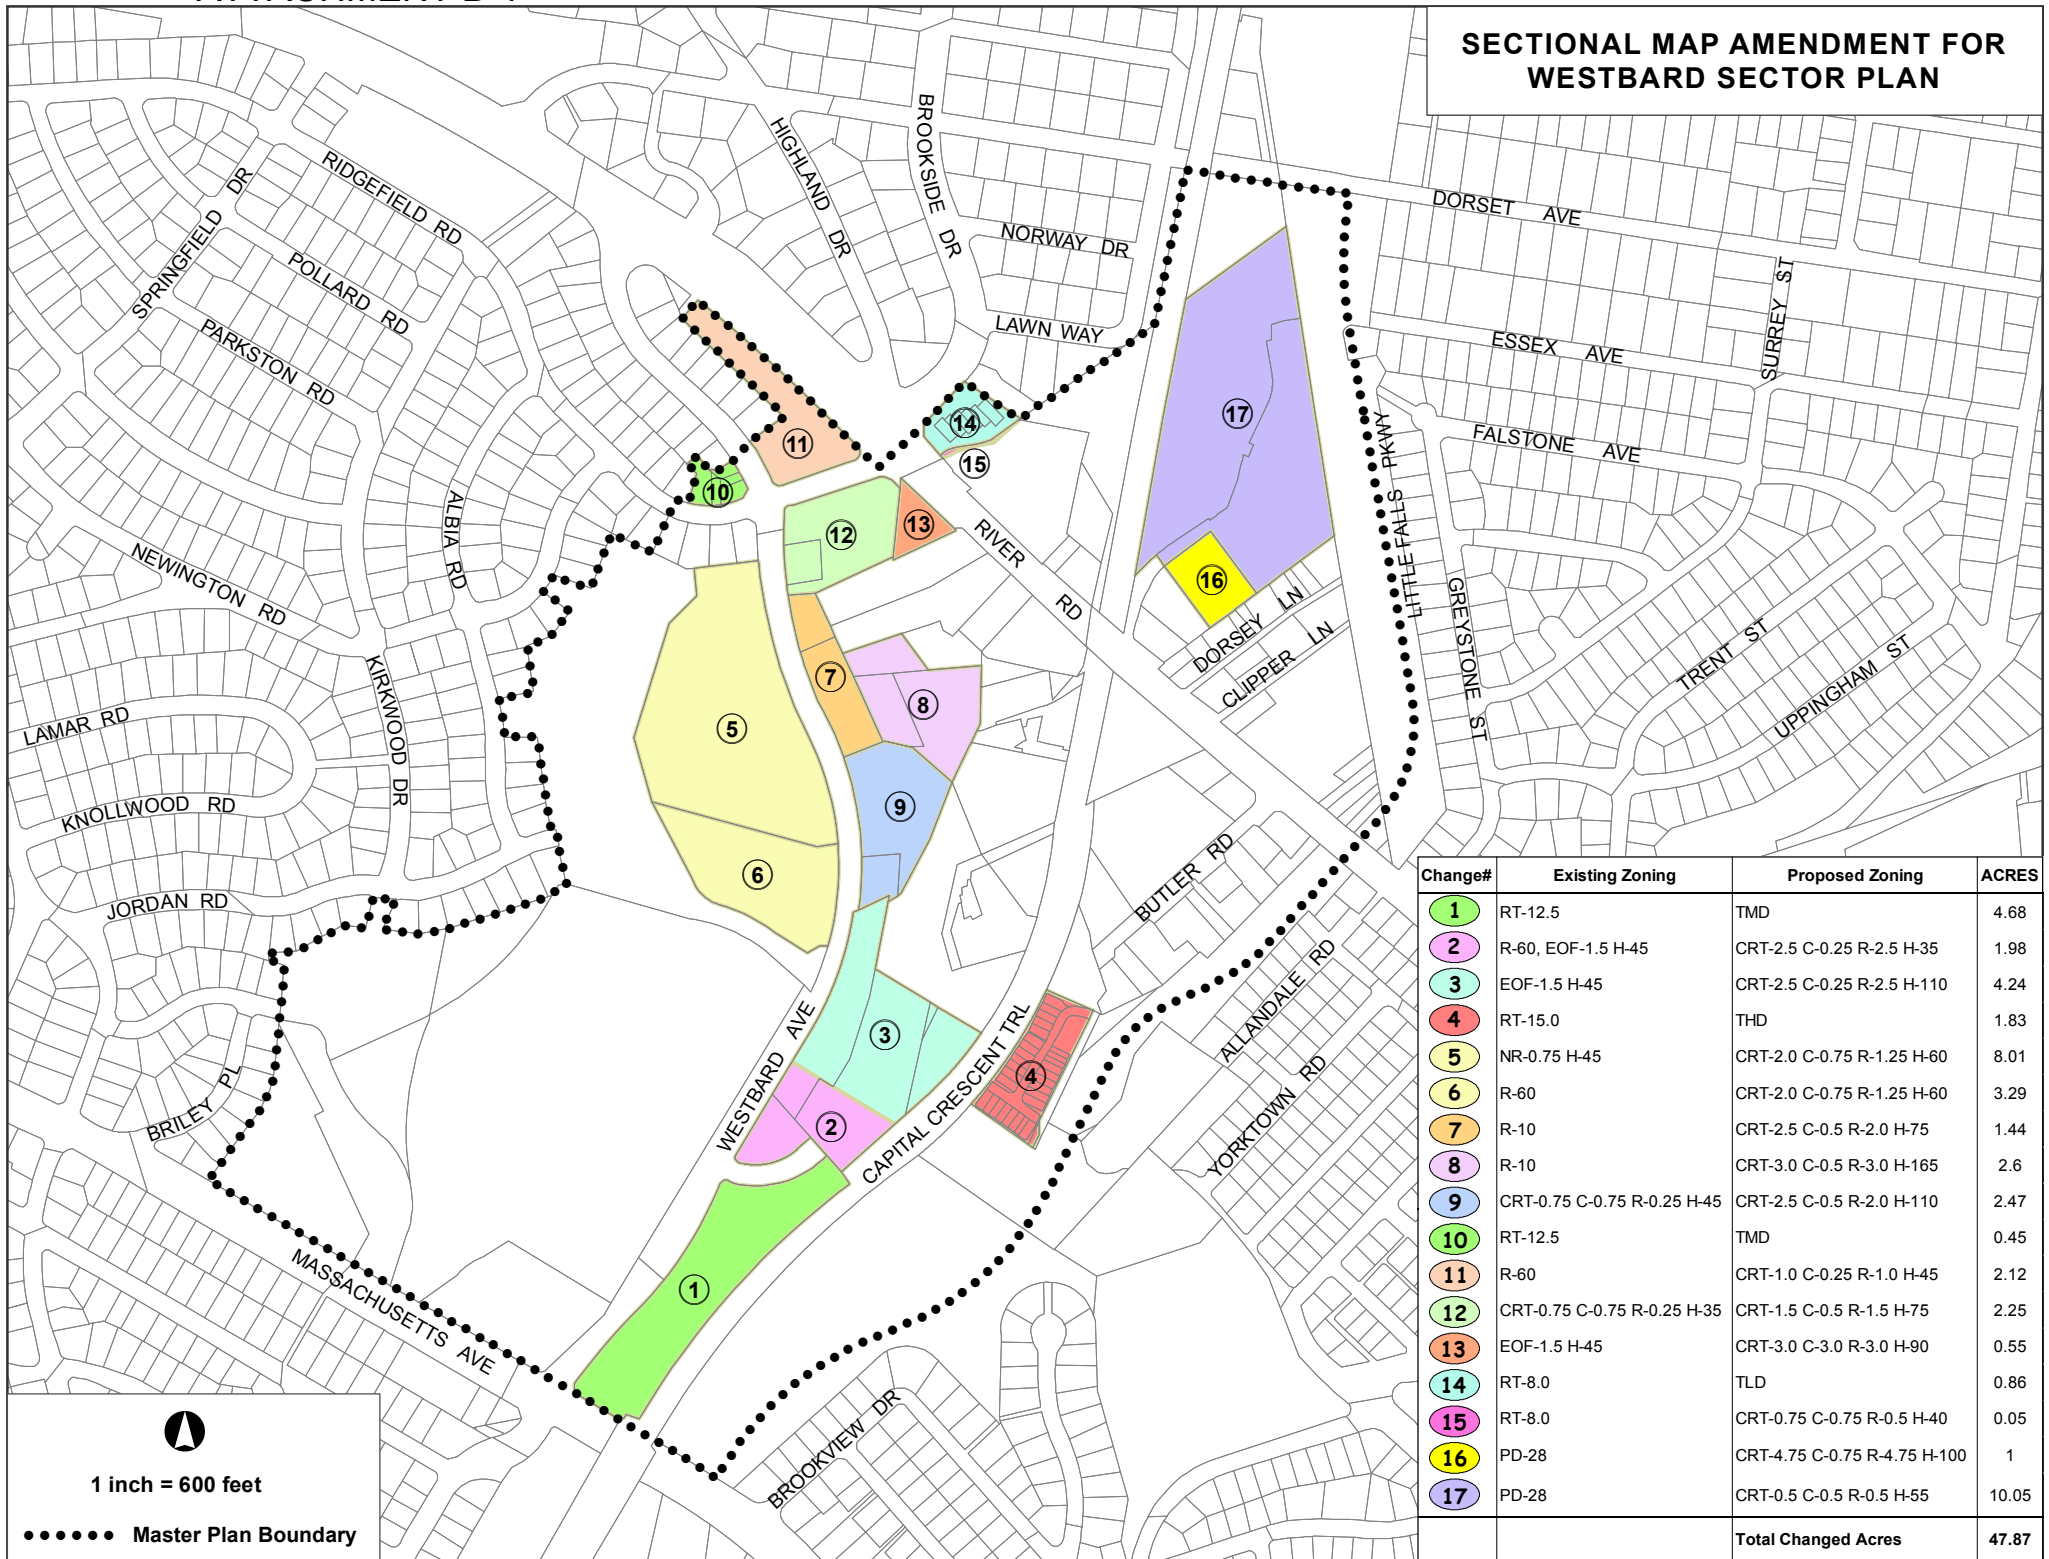 ATTACHMENT B-1
SECTIONAL MAP AMENDMENT FOR
WESTBARD SECTOR PLAN
HIGHLAND DR
BROOKSIDE DR
RIDGEFIELD RD
SPRINGFIELD DR
POLLARD RD
PARKSTON RD
NORWAY DR
LAWN WAY
DORSET AVE
SURREY ST
ESSEX AVE
FALSTONE AVE
LITTLE FALLS PKWY
GREYSTONE ST
TRENT ST
UPPINGHAM ST
ALBIA RD
NEWINGTON RD
KIRKWOOD DR
LAMAR RD
KNOLLWOOD RD
JORDAN RD
BRILEY PL
RIVER RD
DORSEY LN
CLIPPER LN
BUTLER RD
ALLANDALE RD
YORKTOWN RD
WESTBARD AVE
CAPITAL CRESCENT TRL
MASSACHUSETTS AVE
BROOKVIEW DR
11
10
14
15
17
12
13
16
7
8
5
9
6
3
4
2
1
Change# Existing Zoning Proposed Zoning ACRES
1 RT-12.5 TMD 4.68
2 R-60, EOF-1.5 H-45 CRT-2.5 C-0.25 R-2.5 H-35 1.98
3 EOF-1.5 H-45 CRT-2.5 C-0.25 R-2.5 H-110 4.24
4 RT-15.0 THD 1.83
5 NR-0.75 H-45 CRT-2.0 C-0.75 R-1.25 H-60 8.01
6 R-60 CRT-2.0 C-0.75 R-1.25 H-60 3.29
7 R-10 CRT-2.5 C-0.5 R-2.0 H-75 1.44
8 R-10 CRT-3.0 C-0.5 R-3.0 H-165 2.6
9 CRT-0.75 C-0.75 R-0.25 H-45 CRT-2.5 C-0.5 R-2.0 H-110 2.47
10 RT-12.5 TMD 0.45
11 R-60 CRT-1.0 C-0.25 R-1.0 H-45 2.12
12 CRT-0.75 C-0.75 R-0.25 H-35 CRT-1.5 C-0.5 R-1.5 H-75 2.25
13 EOF-1.5 H-45 CRT-3.0 C-3.0 R-3.0 H-90 0.55
14 RT-8.0 TLD 0.86
15 RT-8.0 CRT-0.75 C-0.75 R-0.5 H-40 0.05
16 PD-28 CRT-4.75 C-0.75 R-4.75 H-100 1
17 PD-28 CRT-0.5 C-0.5 R-0.5 H-55 10.05
Total Changed Acres 47.87
1 inch = 600 feet
Master Plan Boundary